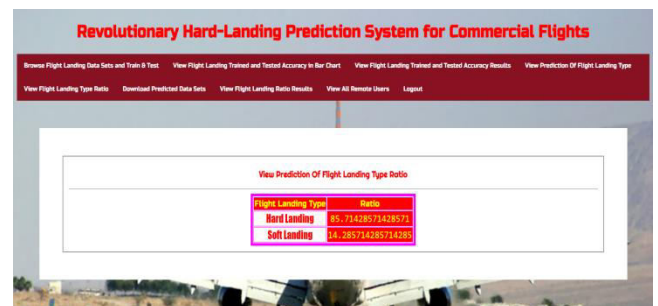 Revolutionary Hard-Landing Prediction System for Commercial Flights
Browse Flight Landing Data Sets and Train & Test View Flight Landing Trained and Tested Accuracy in Bar Chart View Flight Landing Trained and Tested Accuracy Results View Prediction Of Flight Landing Type
View Flight Landing Type Ratio Download Predicted Data Sets View Flight Landing Ratio Results View All Remote Users Logout
View Prediction Of Flight Landing Type Ratio
Flight Landing Type Ratio
Hard Landing 85.71428571428571
Soft Landing 14.285714285714285